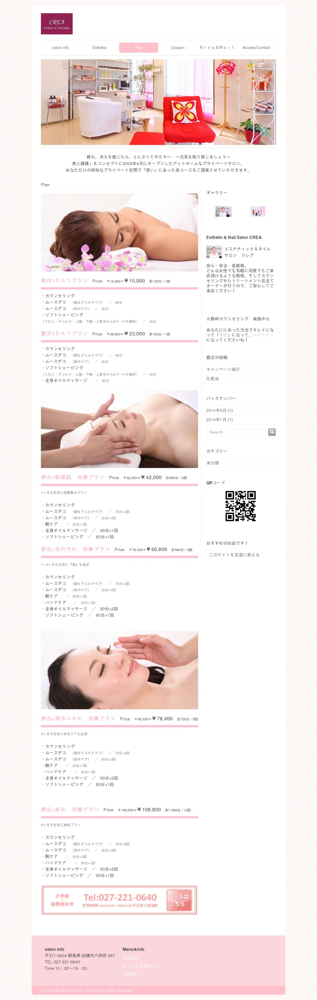 CREA
Esthetic & Nail Salon
salon info
Esthetic
Plan
Coupon
Ｂｌｏｇ＆Ｍａｉｌ
Access/Contact
疲れ、冷えを感じたら、とにかくＣＲＥＡへ　～元気を取り戻しましょう～
美と健康」をコンセプトに2009年4月にオープンしたアットホームなプライベートサロン。
あなただけの特別なプライベート空間で「想い」にあった各コースをご提案させていただきます。
Plan
美白1ＤＡＹプラン　Price　￥19,200⇒￥15,000　計120分／1回
・カウンセリング
・ムースデコ　（顔＆デコルテケア）　／　60分
・ムースデコ　（背中ケア）　／　20分
・ソフトシェービング
（うなじ・デコルテ・上腕・下腕・上背中から2パーツを選択）　／　40分
贅沢1ＤＡＹプラン　Price　￥28,800⇒￥23,000　計180分／1回
・カウンセリング
・ムースデコ　（顔＆デコルテケア）　／　60分
・ムースデコ　（背中ケア）　／　20分
・ソフトシェービング
（うなじ・デコルテ・上腕・下腕・上背中から2パーツを選択）　／　40分
・全身オイルマッサージ　　／　60分
美白×乾燥肌　改善プラン　Price　￥52,500⇒￥42,000　計360分／4回
1ヶ月を目安に短期集中プラン
・カウンセリング
・ムースデコ　（顔＆デコルテケア）　／　70分×2回
・ムースデコ　（背中ケア）　／　20分×1回
・腕ケア　　／　20分×1回
・全身オイルマッサージ　／　90分×1回
・ソフトシェービング　／　90分×1回
美白×毛穴汚れ　改善プラン　Price　￥76,000⇒￥60,800　計540分／6回
1～2ヶ月を目安に『美』を追求
・カウンセリング
・ムースデコ　（顔＆デコルテケア）　／　70分×3回
・ムースデコ　（背中ケア）　／　20分×1回
・腕ケア　　／　20分×1回
・ハンドケア　　／　20分×1回
・全身オイルマッサージ　／　90分×2回
・ソフトシェービング　／　90分×1回
美白×背中ニキビ　改善プラン　Price　￥98,000⇒￥78,400　計720分／8回
2ヶ月を目安に自宅ケアも伝授
・カウンセリング
・ムースデコ　（顔＆デコルテケア）　／　70分×4回
・ムースデコ　（背中ケア）　／　20分×2回
・腕ケア　　／　20分×1回
・ハンドケア　　／　20分×1回
・全身オイルマッサージ　／　90分×3回
・ソフトシェービング　／　90分×1回
美白×赤み　改善プラン　Price　￥136,000⇒￥108,800　計1,080分／12回
3ヶ月を目安に納得プラン
・カウンセリング
・ムースデコ　（顔＆デコルテケア）　／　70分×6回
・ムースデコ　（背中ケア）　／　20分×3回
・腕ケア　　／　20分×2回
・ハンドケア　　／　20分×1回
・全身オイルマッサージ　／　90分×5回
・ソフトシェービング　／　90分×1回
ご予約
・
お問合わせ
Tel:027-221-0640
営業時間:AM10：00～PM19:00/不定休(予約制)
メールは
こちら
ギャラリー
Esthetic & Nail Salon CREA
エステティック＆ネイル
サロン　クレア
安心・安全・低価格。
どんな女性でも気軽に何度でもご来
店頂けるような価格、そしてカウン
セリングからトリートメント迄全て
オーナーが行うので、ご安心してご
来店ください！
☆無料カウンセリング　実施中☆
あなたににあった方法でキレイにな
って「笑顔」になって、ＨＡＰＰＹ
になってくださいね！
最近の投稿
キャンペーン紹介
化粧品
バックナンバー
2014年5月 (1)
2014年1月 (1)
Search
カテゴリー
未分類
QRコード
おすすめのお店です！
このサイトを友達に教える
salon info
〒371-0804 群馬県 前橋市六供町 967
TEL 027-221-0640
Time 10：00～19：00
Menu&info
Esthetic
Ｂｌｏｇ＆Ｍａｉｌ
Coupon
(c) Esthetic&Nail Salon CREA All rights reserved